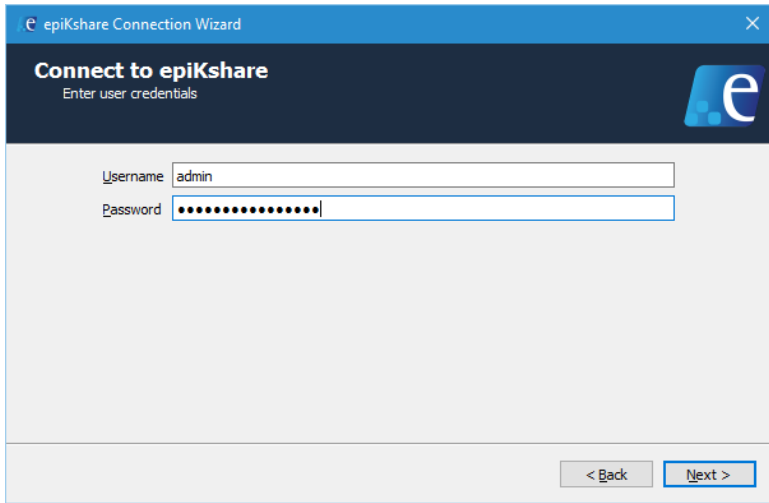 e epiKshare Connection Wizard
Connect to epiKshare
Enter user credentials
e
Username admin
Password ••••••••••••••••
< Back Next >